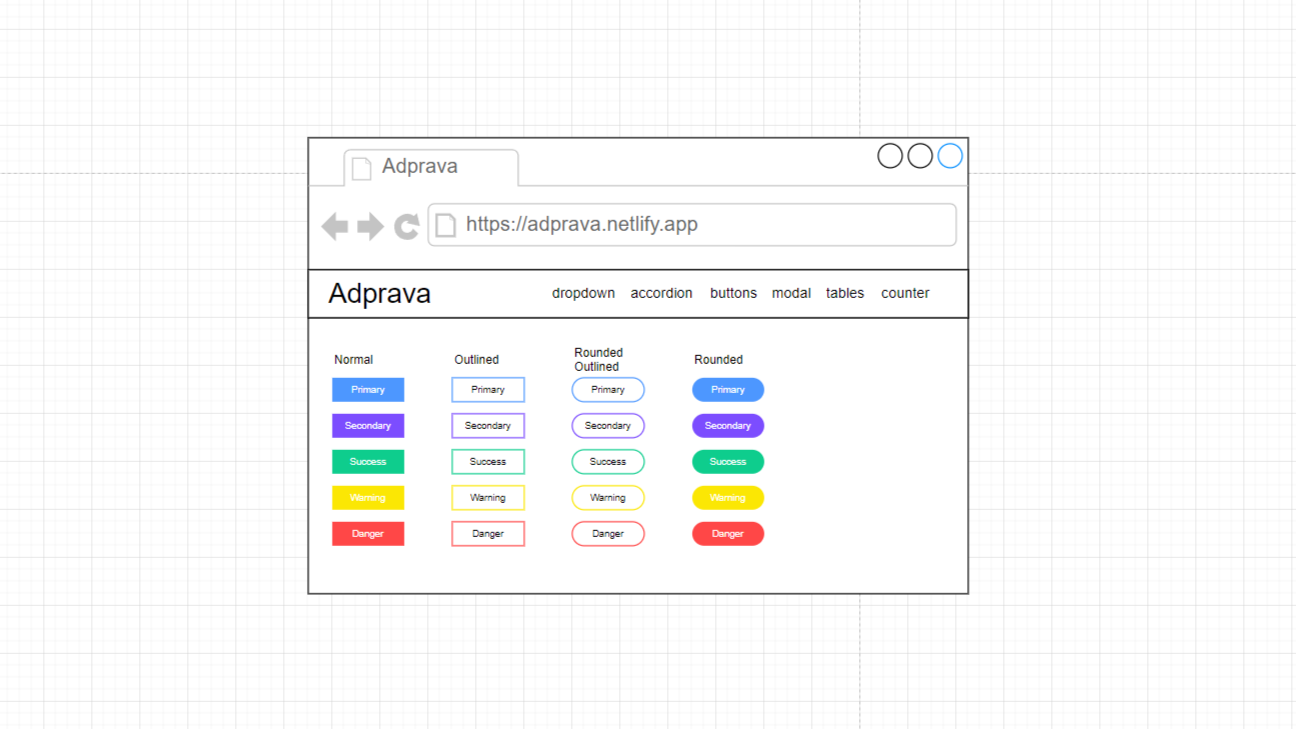 Adprava
https://adprava.netlify.app
Adprava dropdown accordion buttons modal tables counter
Normal Outlined Rounded Outlined Rounded
Primary Primary Primary Primary
Secondary Secondary Secondary Secondary
Success Success Success Success
Warning Warning Warning Warning
Danger Danger Danger Danger